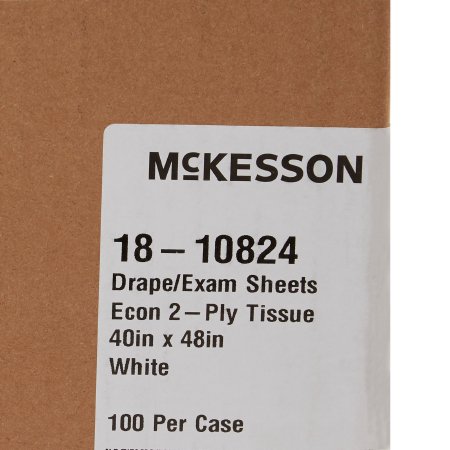 McKESSON
18-10824
Drape/Exam Sheets
Econ 2-Ply Tissue
40in x 48in
White
100 Per Case